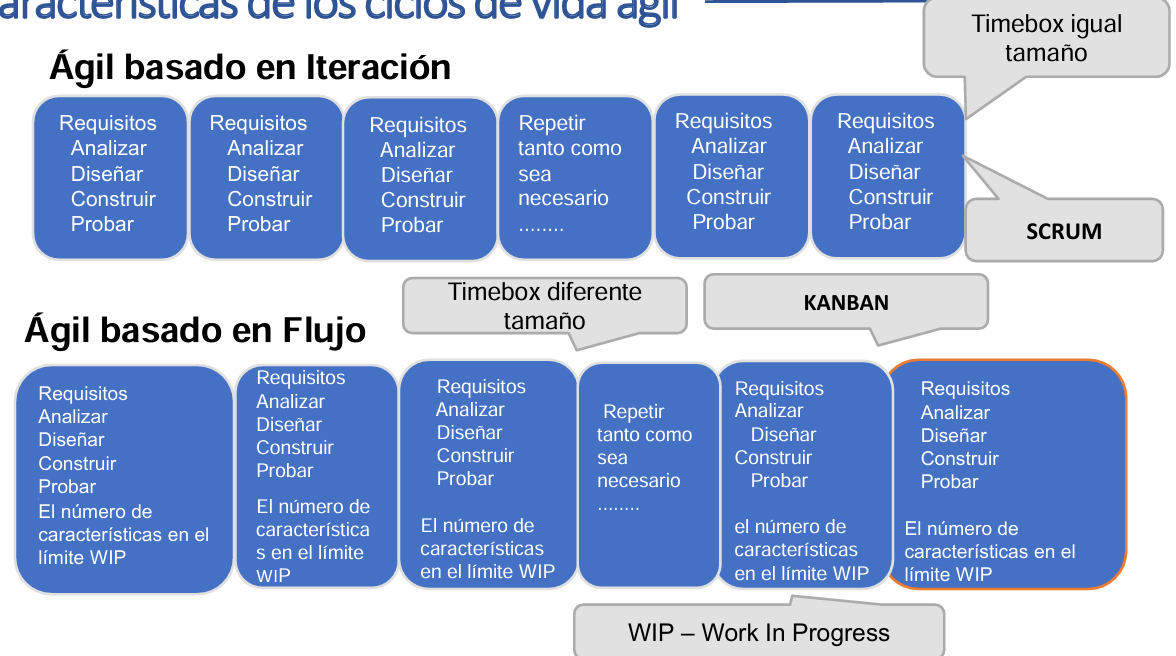 aracterísticas de los ciclos de vida ágil
Timebox igual
tamaño
Ágil basado en Iteración
Requisitos
Analizar
Diseñar
Construir
Probar
Requisitos
Analizar
Diseñar
Construir
Probar
Requisitos
Analizar
Diseñar
Construir
Probar
Repetir
tanto como
sea
necesario
........
Requisitos
Analizar
Diseñar
Construir
Probar
Requisitos
Analizar
Diseñar
Construir
Probar
SCRUM
Timebox diferente
tamaño
KANBAN
Ágil basado en Flujo
Requisitos
Analizar
Diseñar
Construir
Probar
El número de
características en el
límite WIP
Requisitos
Analizar
Diseñar
Construir
Probar
El número de
característica
s en el límite
WIP
Requisitos
Analizar
Diseñar
Construir
Probar
El número de
características
en el límite WIP
Repetir
tanto como
sea
necesario
........
Requisitos
Analizar
Diseñar
Construir
Probar
el número de
características
en el límite WIP
Requisitos
Analizar
Diseñar
Construir
Probar
El número de
características en el
límite WIP
WIP – Work In Progress